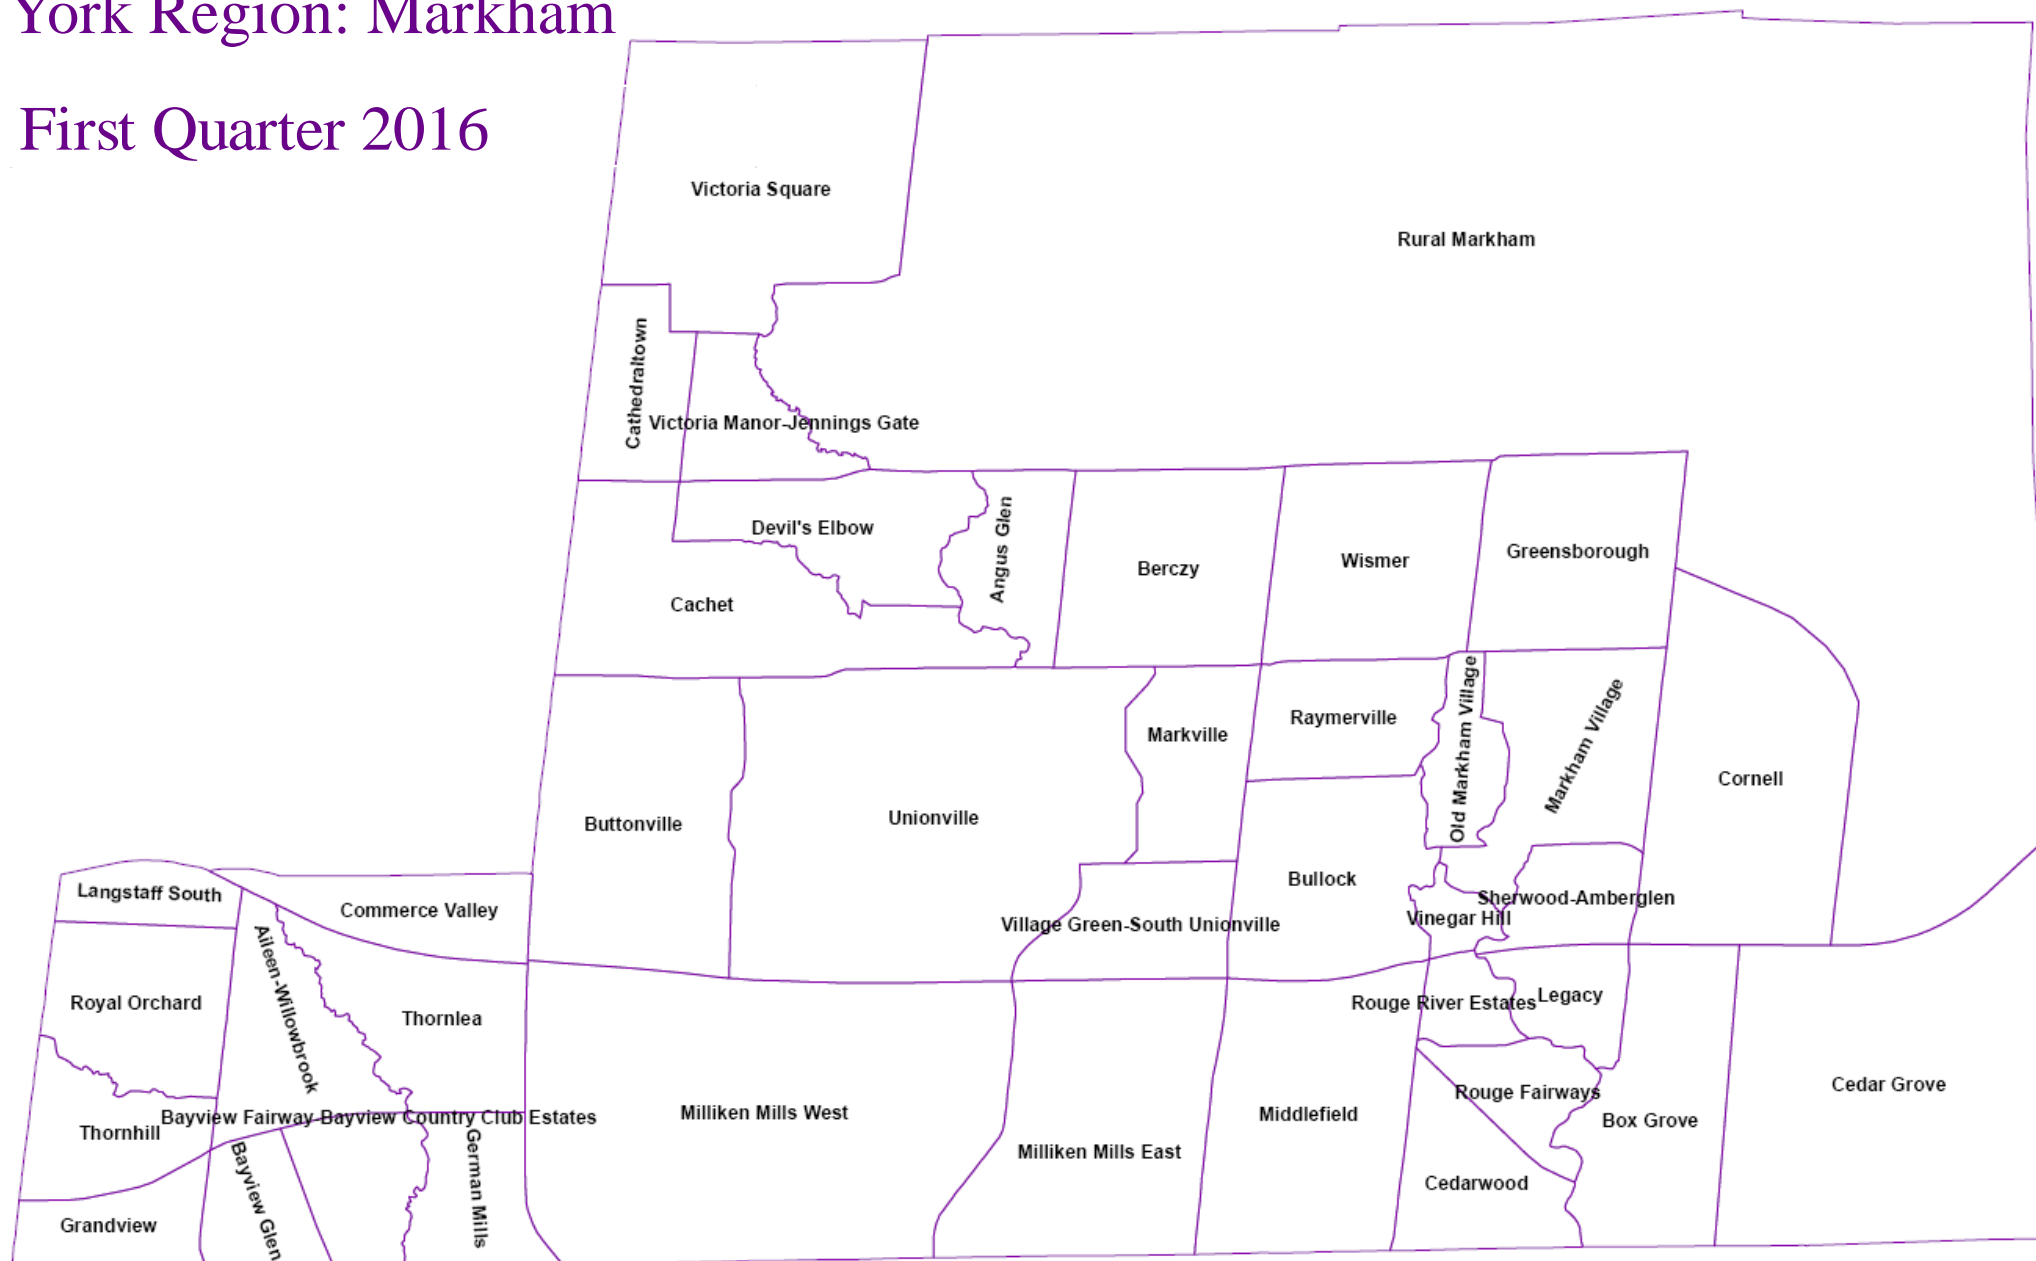 York Region: Markham
First Quarter 2016
Victoria Square
Rural Markham
Cathedraltown
Victoria Manor-Jennings Gate
Devil's Elbow
Angus Glen
Berczy
Wismer
Greensborough
Cachet
Raymerville
Old Markham Village
Markham Village
Markville
Cornell
Buttonville
Unionville
Bullock
Langstaff South
Commerce Valley
Village Green-South Unionville
Sherwood-Amberglen
Vinegar Hill
Aileen-Willowbrook
Royal Orchard
Thornlea
Rouge River Estates
Legacy
Rouge Fairways
Cedar Grove
Thornhill
Bayview Fairway-Bayview Country Club Estates
Milliken Mills West
Middlefield
Box Grove
Milliken Mills East
Cedarwood
Grandview
Bayview Glen
German Mills